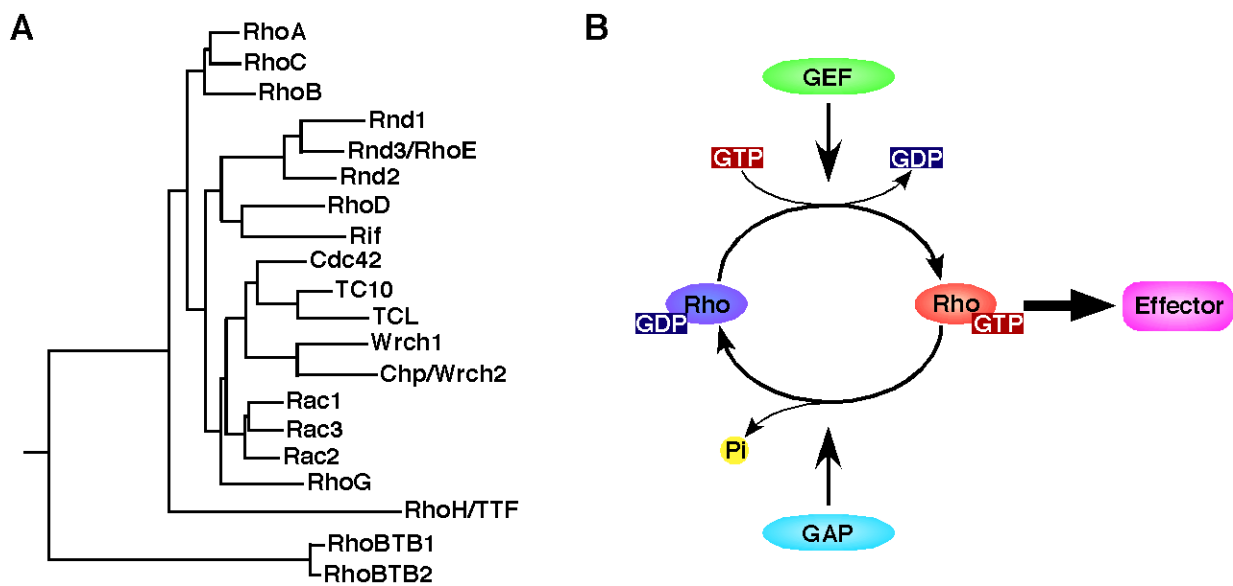 A
RhoA
RhoC
RhoB
Rnd1
Rnd3/RhoE
Rnd2
RhoD
Rif
Cdc42
TC10
TCL
Wrch1
Chp/Wrch2
Rac1
Rac3
Rac2
RhoG
RhoH/TTF
RhoBTB1
RhoBTB2
B
GEF
GTP
GDP
Rho
GDP
Rho
GTP
Effector
Pi
GAP